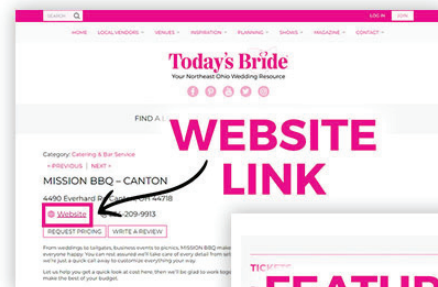 SEARCH
LOG IN
JOIN
HOME LOCAL VENDORS VENUES INSPIRATION PLANNING SHOWS MAGAZINE CONTACT
Today's Bride
Your Northeast Ohio Wedding Resource
FIND A
WEBSITE
LINK
Category: Catering & Bar Service
< PREVIOUS | NEXT >
MISSION BBQ – CANTON
4490 Everhard Rd Canton, OH 44718
Website
-209-9913
REQUEST PRICING
WRITE A REVIEW
From weddings to tailgates, business events to picnics, MISSION BBQ make
everyone happy. You can rest assured we'll take care of every detail from
we're just a quick call away to customize everything your way.
Let us help you get a quick look at cost here, then we'll be glad to work
make the best of your budget.
FEATUR